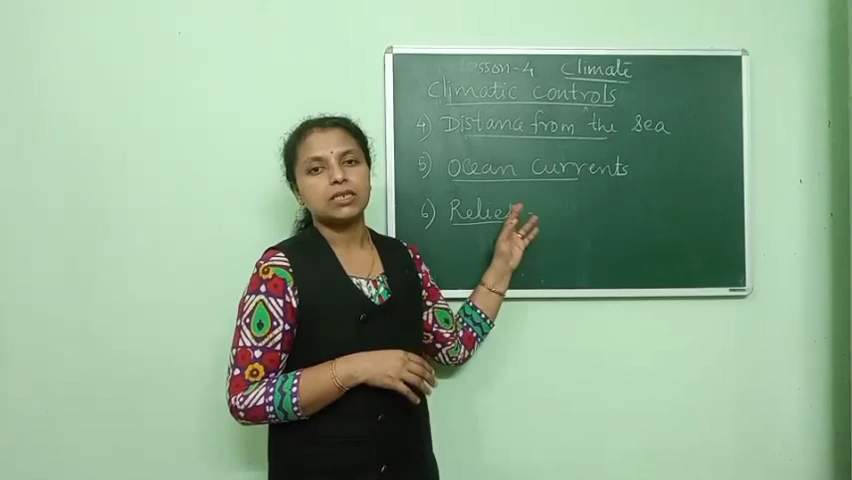 Lesson-4 Climate
Climatic controls
4) Distance from the sea
5) Ocean currents
6) Relief -